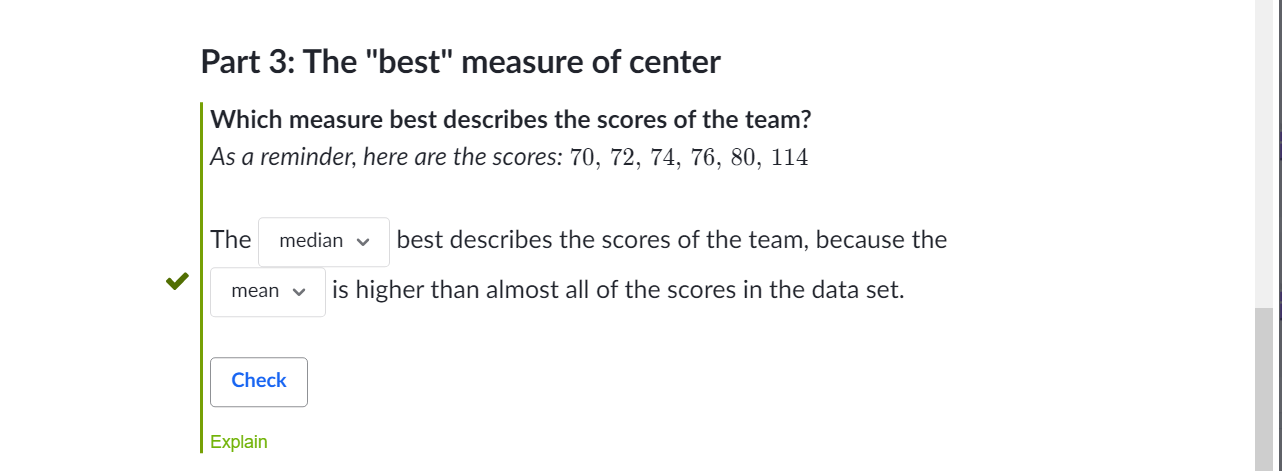 Part 3: The "best" measure of center
Which measure best describes the scores of the team?
As a reminder, here are the scores: 70, 72, 74, 76, 80, 114
The median best describes the scores of the team, because the
mean is higher than almost all of the scores in the data set.
Check
Explain